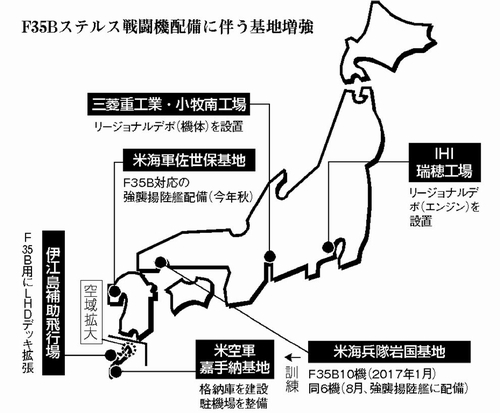 F35Bステルス戦闘機配備に伴う基地増強
三菱重工業・小牧南工場
リージョナルデポ(機体)を設置
米海軍佐世保基地
F35B対応の
強襲揚陸艦配備(今年秋)
IHI
瑞穂工場
リージョナルデ
ポ(エンジン)を
設置
伊江島補助飛行場
F35B用にLHDデッキ拡張
空域拡大
米空軍
嘉手納基地
格納庫を建設
駐機場を整備
訓練
米海兵隊岩国基地
F35B10機(2017年1月)
同6機(8月、強襲揚陸艦に配備)